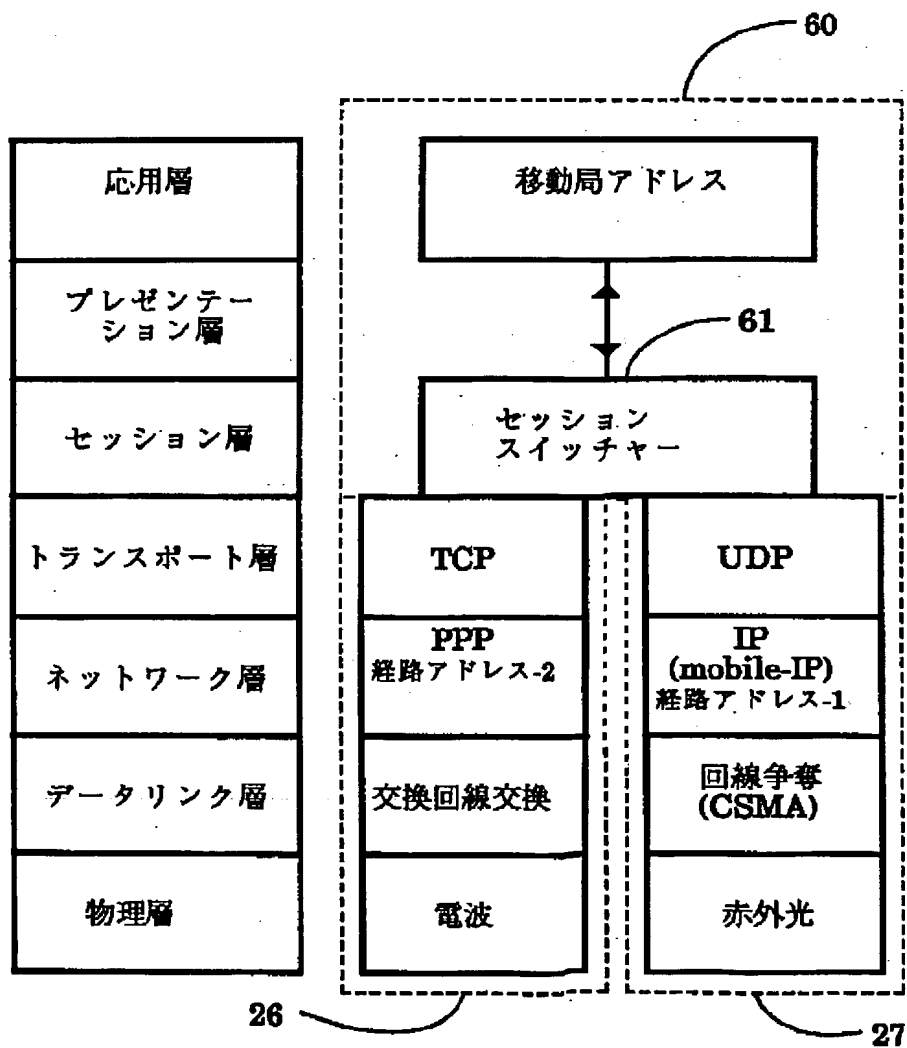 60
応用層
プレゼンテー
ション層
セッション層
トランスポート層
ネットワーク層
データリンク層
物理層
移動局アドレス
61
セッション
スイッチャー
TCP
PPP
経路アドレス-2
交換回線交換
電波
UDP
IP
(mobile-IP)
経路アドレス-1
回線争奪
(CSMA)
赤外光
26
27